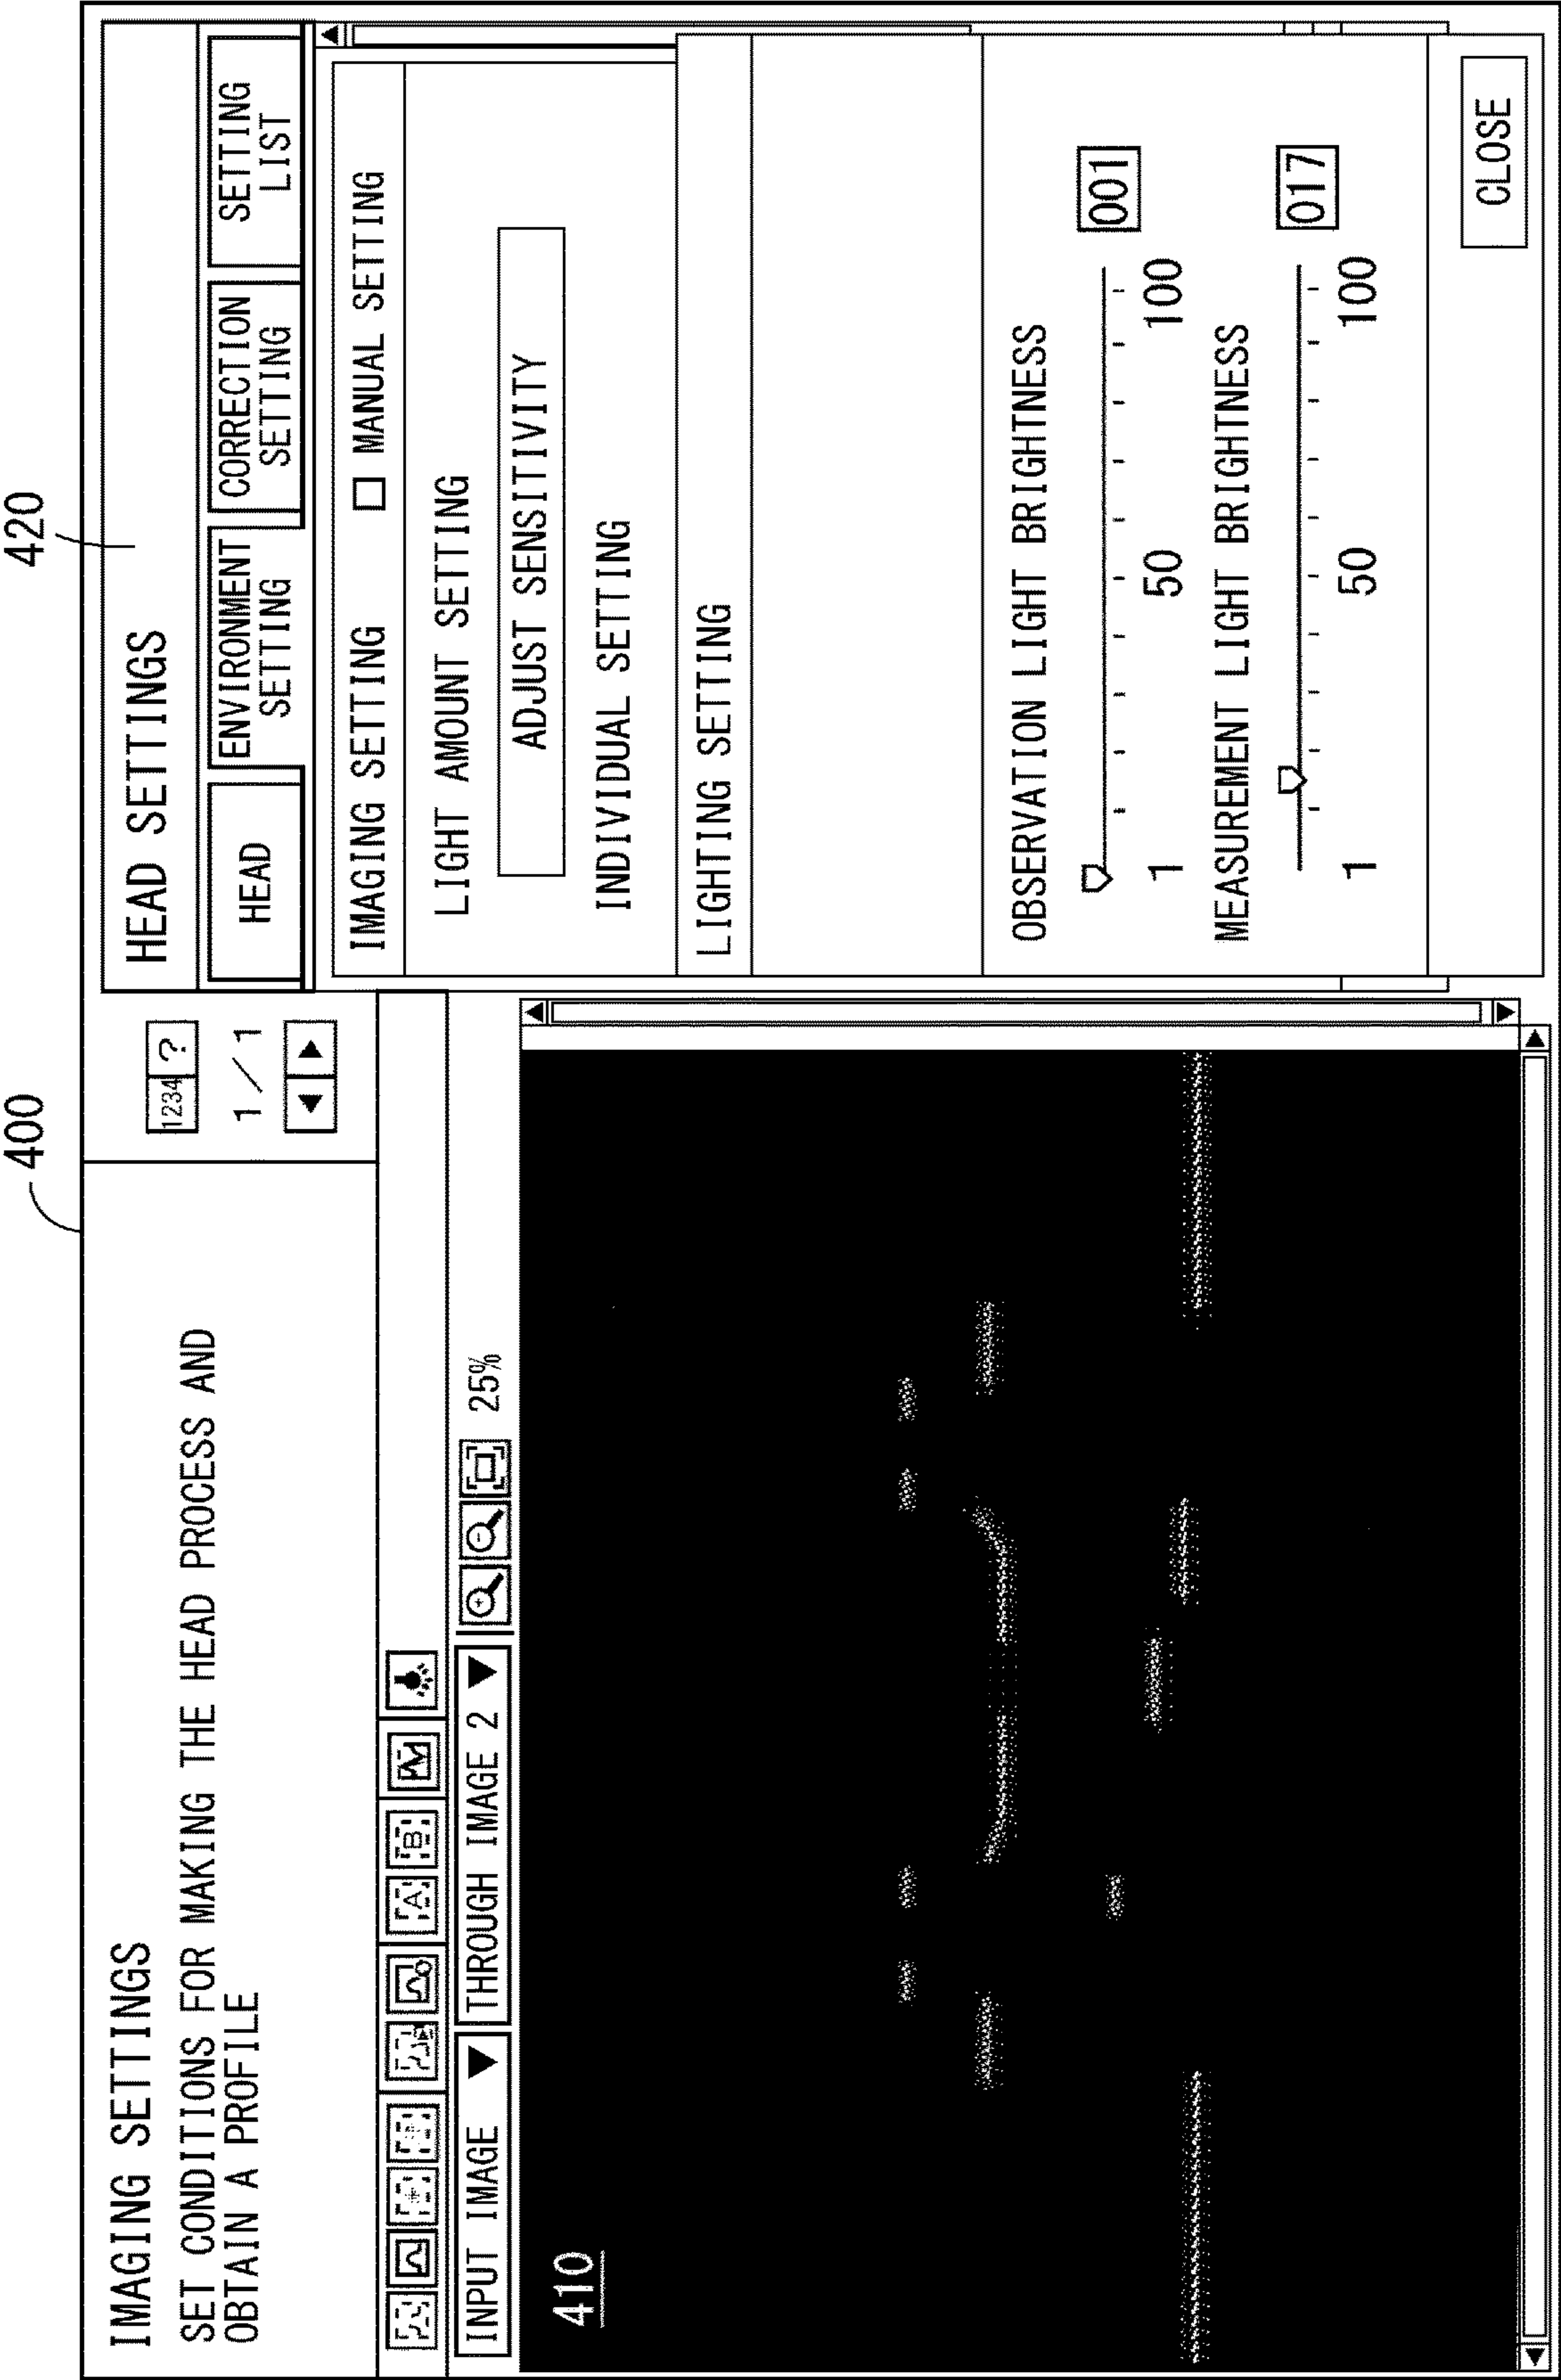 400
420
IMAGING SETTINGS
SET CONDITIONS FOR MAKING THE HEAD PROCESS AND
OBTAIN A PROFILE
1234 ?
1/1
A
B
INPUT IMAGE ▼
THROUGH IMAGE 2 ▼
25%
410
HEAD SETTINGS
HEAD
ENVIRONMENT
SETTING
CORRECTION
SETTING
SETTING
LIST
IMAGING SETTING
☐ MANUAL SETTING
LIGHT AMOUNT SETTING
ADJUST SENSITIVITY
INDIVIDUAL SETTING
LIGHTING SETTING
OBSERVATION LIGHT BRIGHTNESS
001
1 50 100
MEASUREMENT LIGHT BRIGHTNESS
017
1 50 100
CLOSE